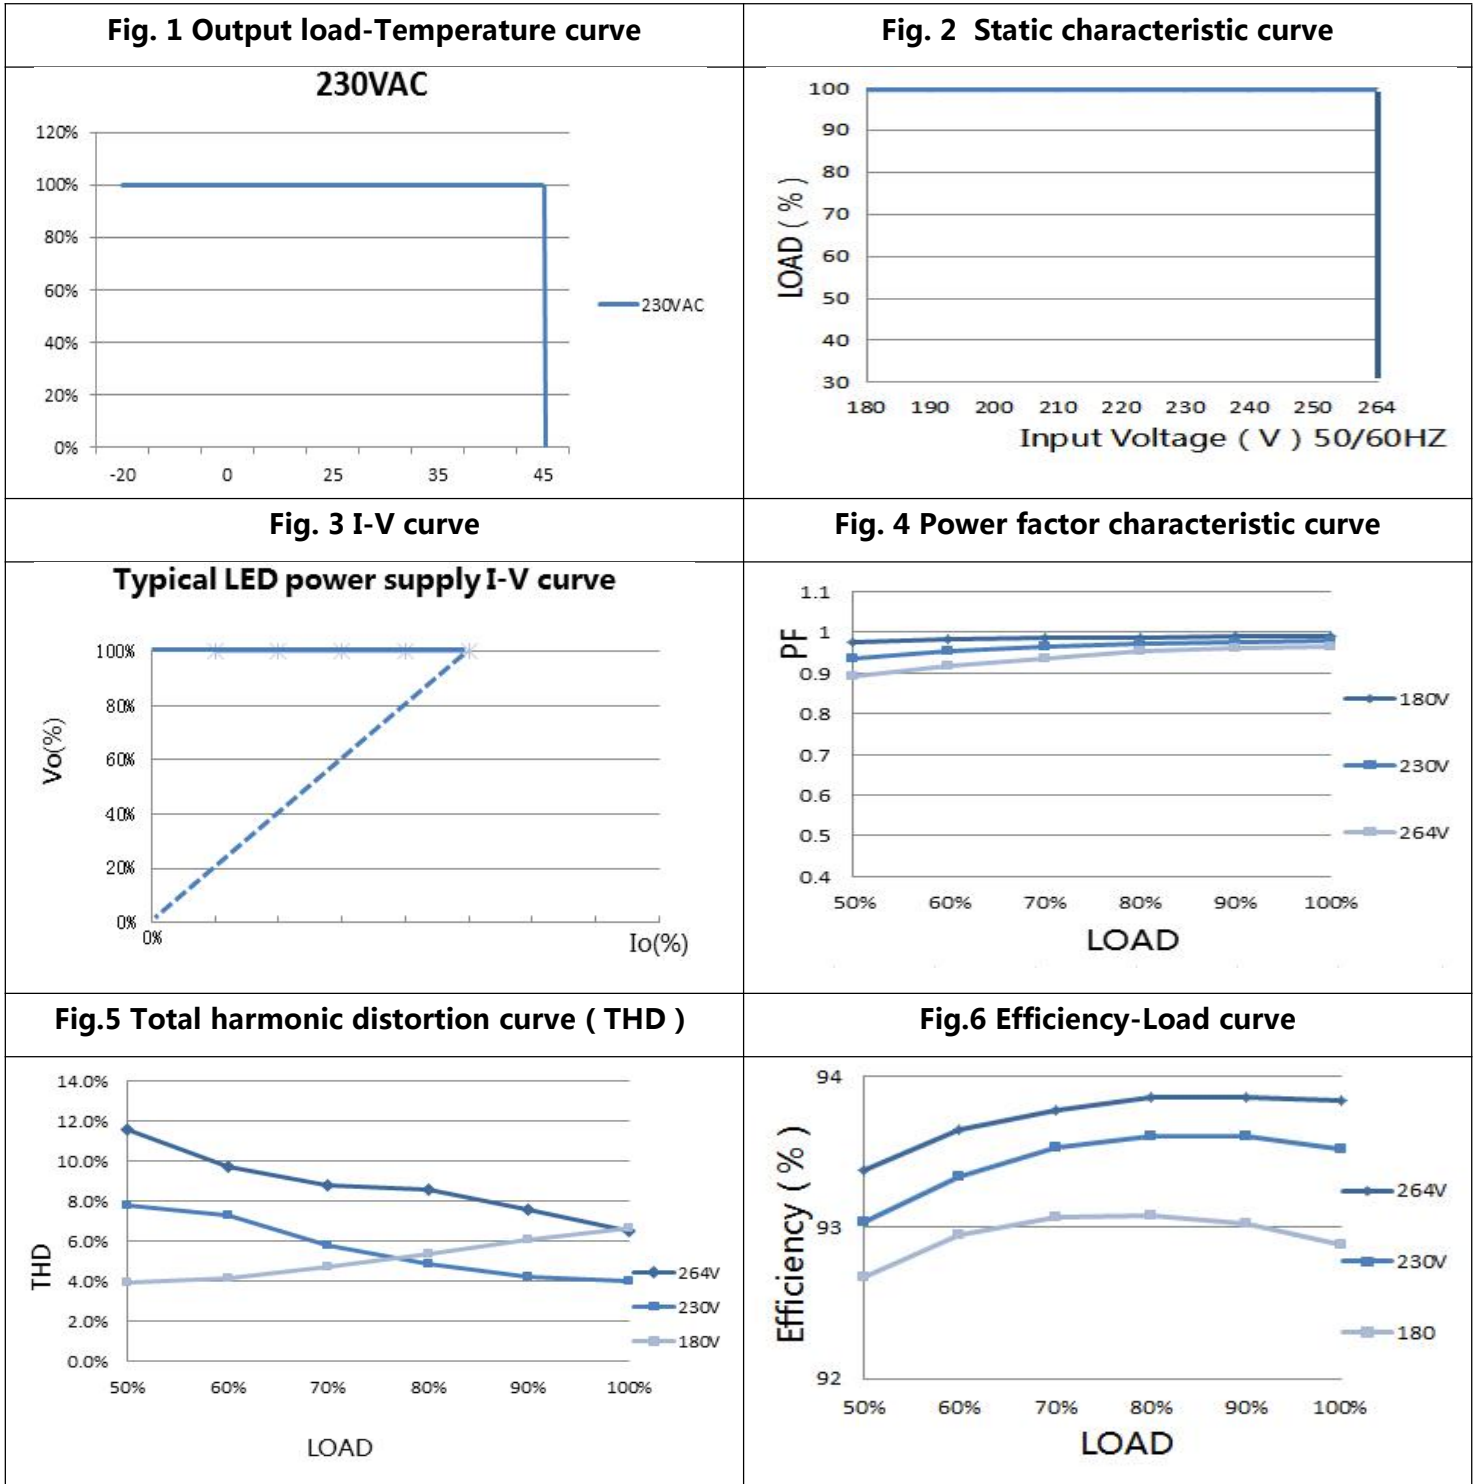 Fig. 1 Output load-Temperature curve
Fig. 2 Static characteristic curve
230VAC
120%
100%
80%
60%
40%
20%
0%
-20 0 25 35 45
230VAC
LOAD ( % )
100
90
80
70
60
50
40
30
180 190 200 210 220 230 240 250 264
Input Voltage ( V ) 50/60HZ
Fig. 3 I-V curve
Fig. 4 Power factor characteristic curve
Typical LED power supply I-V curve
Vo(%)
100%
80%
60%
40%
20%
0%
0%
Io(%)
PF
1.1
1
0.9
0.8
0.7
0.6
0.5
0.4
50% 60% 70% 80% 90% 100%
LOAD
180V
230V
264V
Fig.5 Total harmonic distortion curve ( THD )
Fig.6 Efficiency-Load curve
THD
14.0%
12.0%
10.0%
8.0%
6.0%
4.0%
2.0%
0.0%
50% 60% 70% 80% 90% 100%
LOAD
264V
230V
180V
Efficiency ( % )
94
93
92
50% 60% 70% 80% 90% 100%
LOAD
264V
230V
180